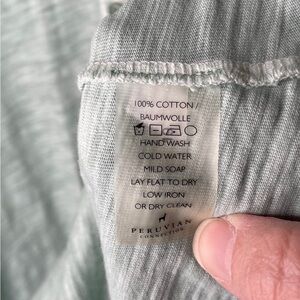 100% COTTON /
BAUMWOLLE
HAND WASH
COLD WATER
MILD SOAP
LAY FLAT TO DRY
LOW IRON
OR DRY CLEAN
PERUVIAN
CONNECTION